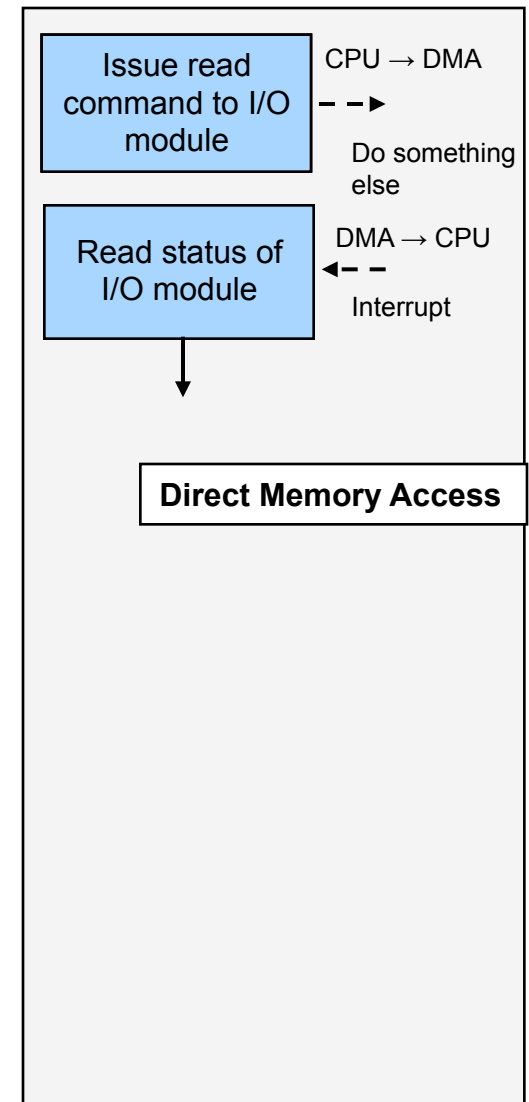 Issue read
command to I/O
module
CPU → DMA
Do something
else
Read status of
I/O module
DMA → CPU
Interrupt
Direct Memory Access